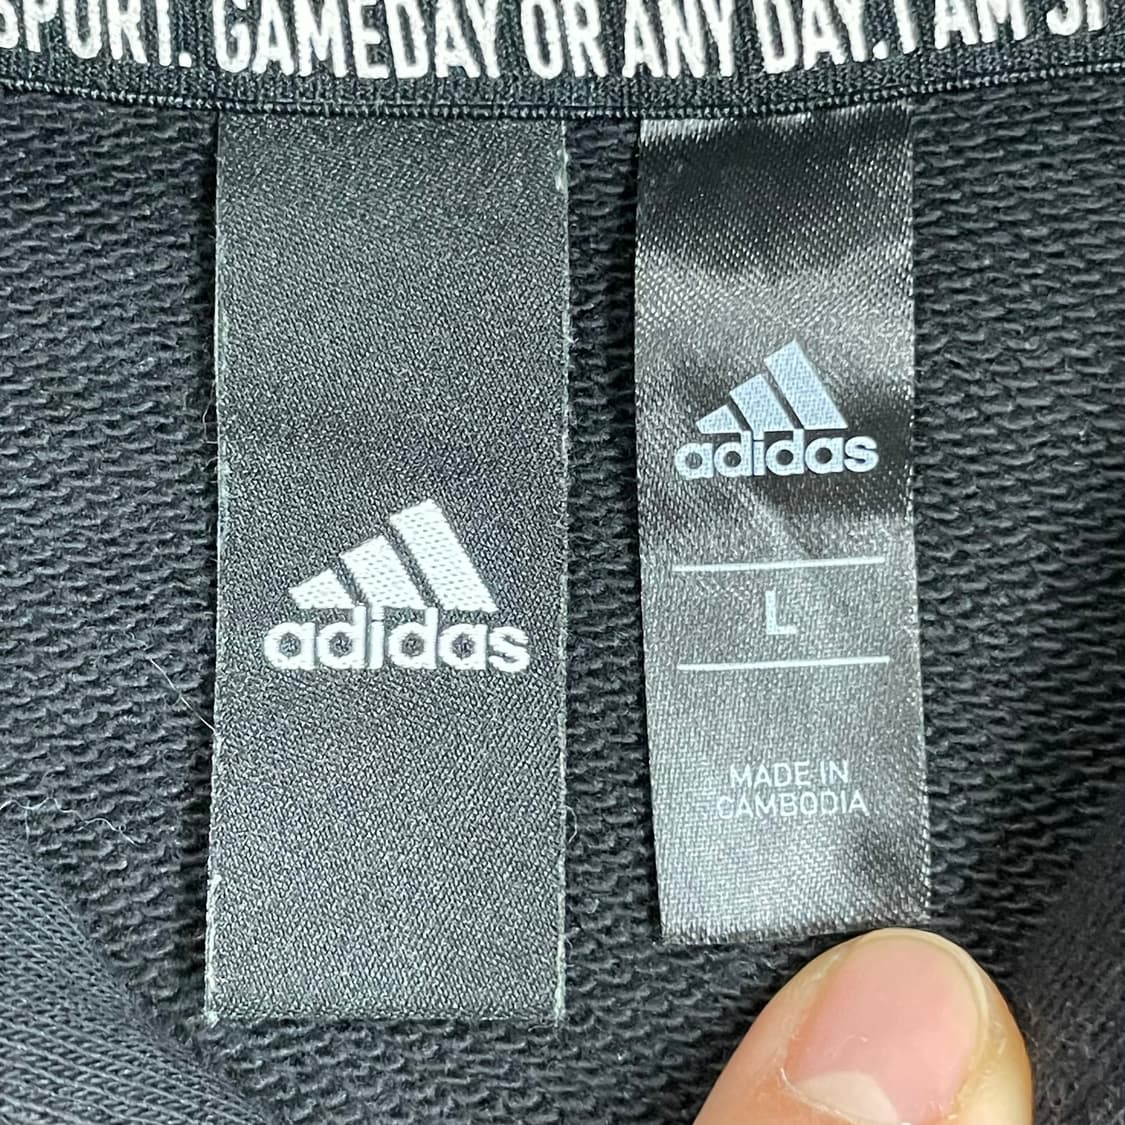 SPORT. GAMEDAY OR ANY DAY. I AM
adidas
adidas
L
MADE IN
CAMBODIA